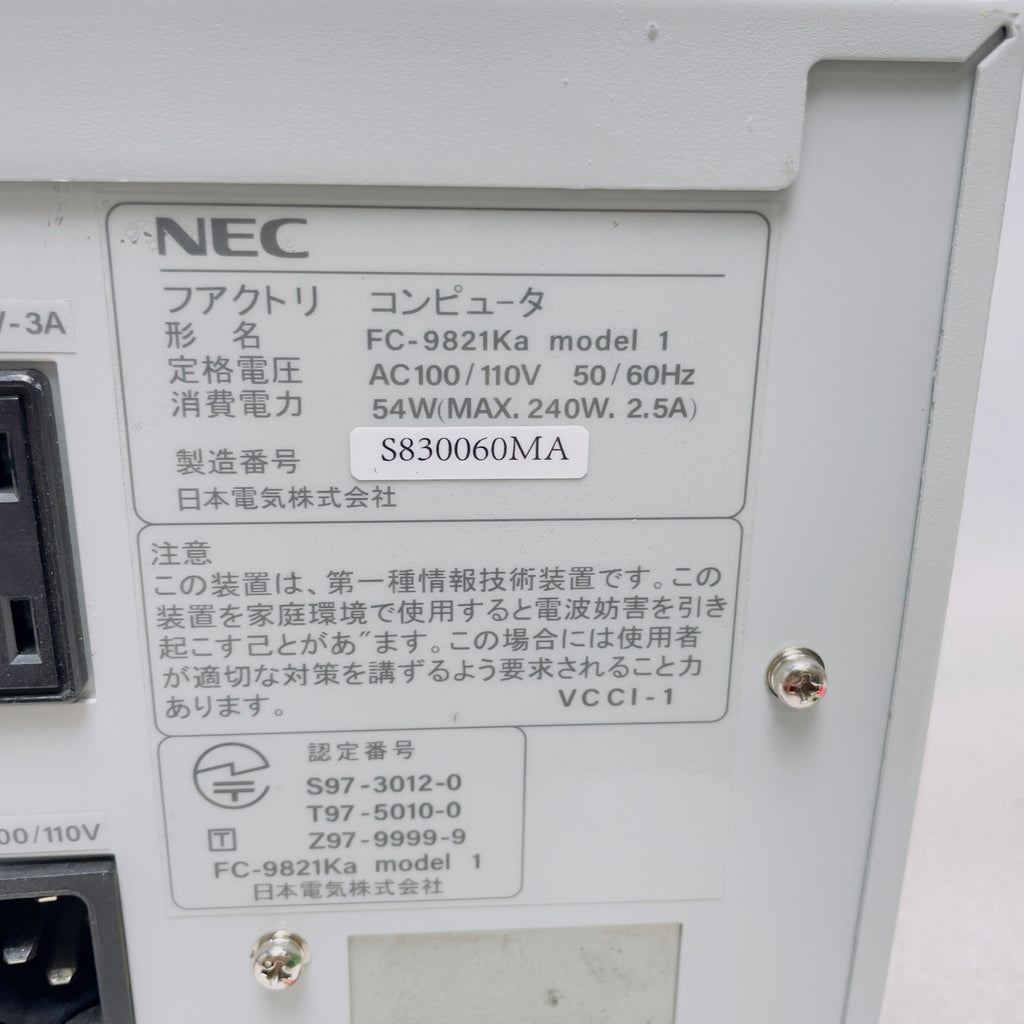 NEC
フアクトリ コンピュータ
形名 FC-9821Ka model 1
定格電圧 AC100/110V 50/60Hz
消費電力 54W(MAX. 240W. 2.5A)
製造番号 S830060MA
日本電気株式会社
注意
この装置は、第一種情報技術装置です。この
装置を家庭環境で使用すると電波妨害を引き
起こす己とがあ"ます。この場合には使用者
が適切な対策を講ずるよう要求されること力
あります。 VCCI-1
認定番号
S97-3012-0
T97-5010-0
T Z97-9999-9
FC-9821Ka model 1
日本電気株式会社
-3A
00/110V